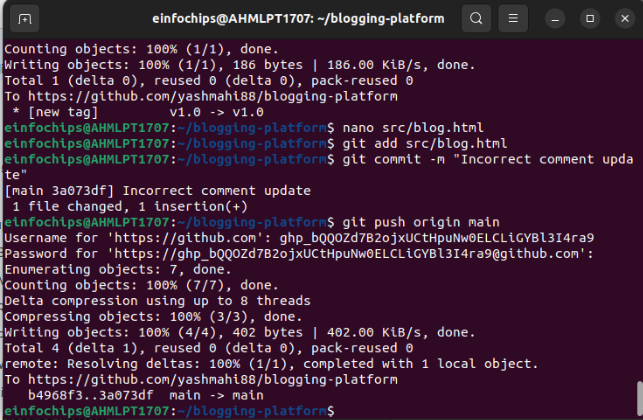 einfochips@AHMLPT1707: ~/blogging-platform
Counting objects: 100% (1/1), done.
Writing objects: 100% (1/1), 186 bytes | 186.00 KiB/s, done.
Total 1 (delta 0), reused 0 (delta 0), pack-reused 0
To https://github.com/yashmahi88/blogging-platform
 * [new tag]         v1.0 -> v1.0
einfochips@AHMLPT1707:~/blogging-platform$ nano src/blog.html
einfochips@AHMLPT1707:~/blogging-platform$ git add src/blog.html
einfochips@AHMLPT1707:~/blogging-platform$ git commit -m "Incorrect comment upda
te"
[main 3a073df] Incorrect comment update
 1 file changed, 1 insertion(+)
einfochips@AHMLPT1707:~/blogging-platform$ git push origin main
Username for 'https://github.com':
Password for
Enumerating objects: 7, done.
Counting objects: 100% (7/7), done.
Delta compression using up to 8 threads
Compressing objects: 100% (3/3), done.
Writing objects: 100% (4/4), 402 bytes | 402.00 KiB/s, done.
Total 4 (delta 1), reused 0 (delta 0), pack-reused 0
remote: Resolving deltas: 100% (1/1), completed with 1 local object.
To https://github.com/yashmahi88/blogging-platform
   b4968f3..3a073df  main -> main
einfochips@AHMLPT1707:~/blogging-platform$